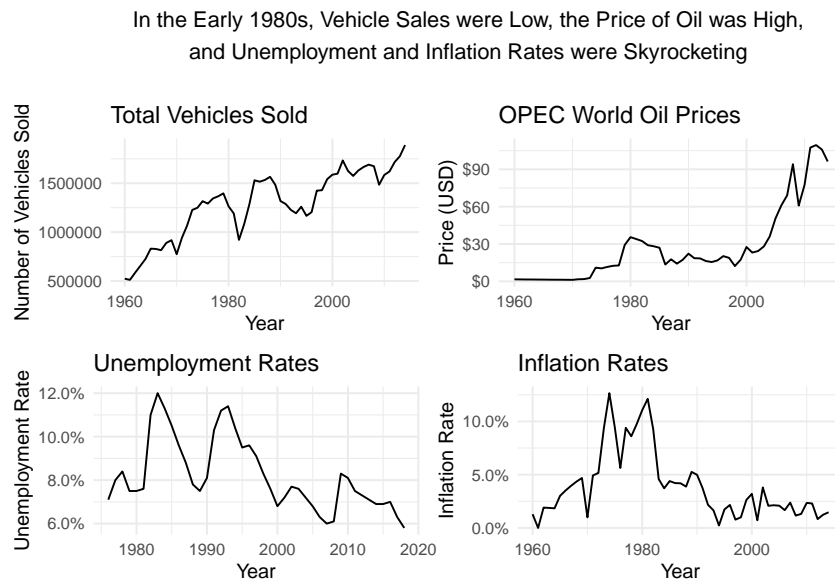 In the Early 1980s, Vehicle Sales were Low, the Price of Oil was High,
and Unemployment and Inflation Rates were Skyrocketing
Total Vehicles Sold
Number of Vehicles Sold
1500000
1000000
500000
1960
1980
2000
Year
OPEC World Oil Prices
Price (USD)
$90
$60
$30
$0
1960
1980
2000
Year
Unemployment Rates
Unemployment Rate
12.0%
10.0%
8.0%
6.0%
1980
1990
2000
2010
2020
Year
Inflation Rates
Inflation Rate
10.0%
5.0%
0.0%
1960
1980
2000
Year